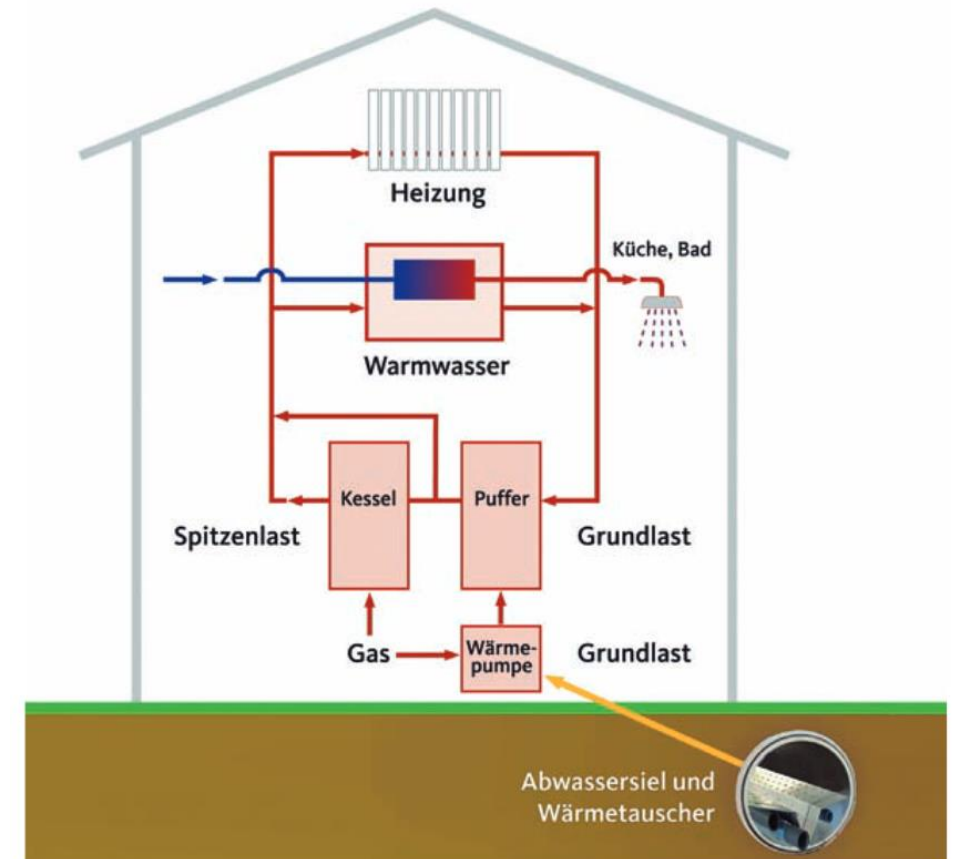 Heizung
Küche, Bad
Warmwasser
Kessel
Puffer
Spitzenlast
Grundlast
Gas
Wärme-
pumpe
Grundlast
Abwassersiel und
Wärmetauscher